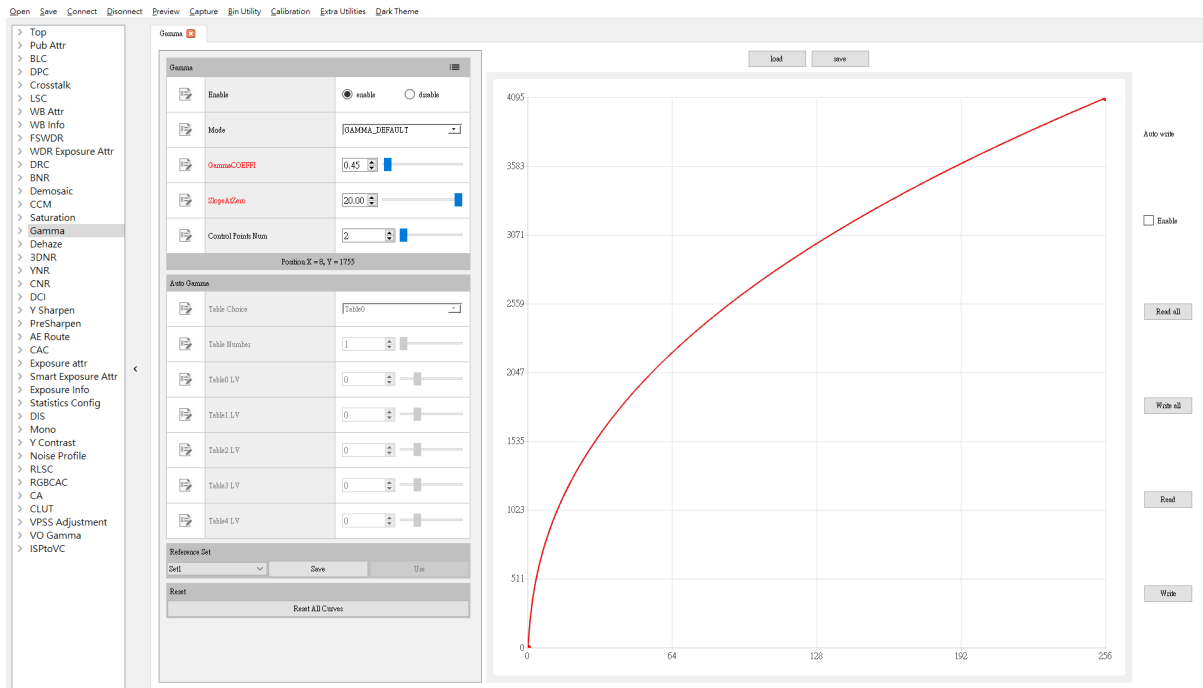 Open Save Connect Disonnect Preview Capture Bin Utility Calibration Extra Utilities Dark Theme
Top
Pub Attr
BLC
DPC
Crosstalk
LSC
WB Attr
WB Info
FSWDR
WDR Exposure Attr
DRC
BNR
Demosaic
CCM
Saturation
Gamma
Dehaze
3DNR
YNR
CNR
DCI
Y Sharpen
PreSharpen
AE Route
CAC
Exposure attr
Smart Exposure Attr
Exposure Info
Statistics Config
DIS
Mono
Y Contrast
Noise Profile
RLSC
RGBCAC
CA
CLUT
VPSS Adjustment
VO Gamma
ISPtoVC
Gamma
Gamma
Enable enable disable
Mode GAMMA_DEFAULT
GammaCOEFFI 0.45
SlopeAtZero 20.00
Control Points Num 2
Position:X = 8, Y = 1755
Auto Gamma
Table Choice Table0
Table Number 1
Table0 LV 0
Table1 LV 0
Table2 LV 0
Table3 LV 0
Table4 LV 0
Reference Set
Set1 Save Use
Reset
Reset All Curves
load save
4095
3583
3071
2559
2047
1535
1023
511
0
0 64 128 192 256
Auto write
Enable
Read all
Write all
Read
Write